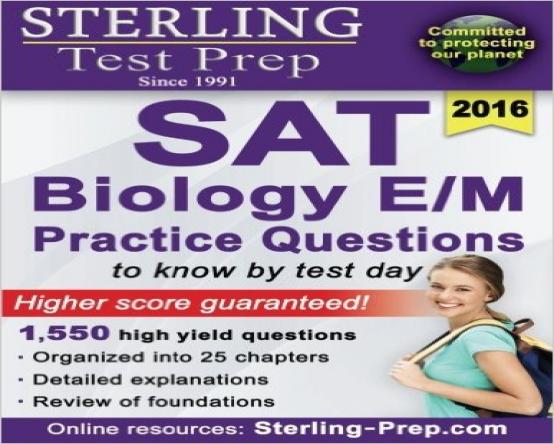 STERLING
Test Prep
Since 1991
Committed
to protecting
our planet
2016
SAT
Biology E/M
Practice Questions
to know by test day
Higher score guaranteed!
1,550 high yield questions
· Organized into 25 chapters
· Detailed explanations
· Review of foundations
Online resources: Sterling-Prep.com